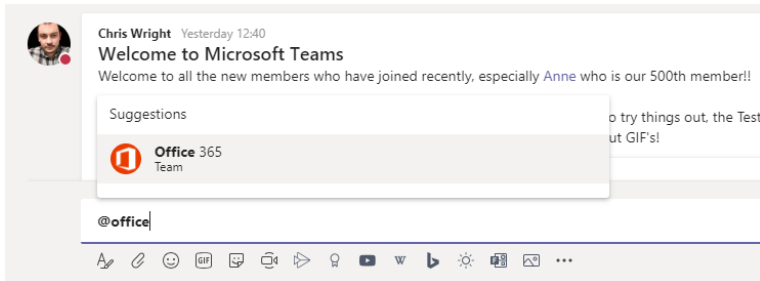 Chris Wright Yesterday 12:40
Welcome to Microsoft Teams
Welcome to all the new members who have joined recently, especially Anne who is our 500th member!!
Suggestions
o try things out, the Test
ut GIF's!
Office 365
Team
@office
GIF
W